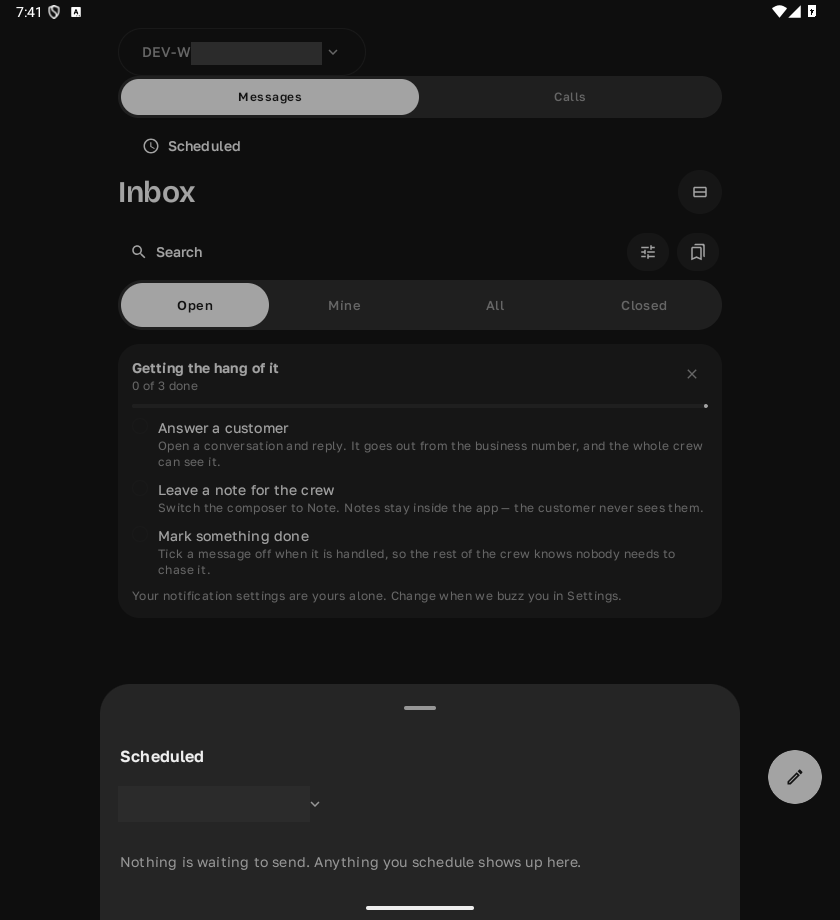 7:41
DEV-W
Messages
Calls
Scheduled
Inbox
Search
Open
Mine
All
Closed
Getting the hang of it
0 of 3 done
Answer a customer
Open a conversation and reply. It goes out from the business number, and the whole crew
can see it.
Leave a note for the crew
Switch the composer to Note. Notes stay inside the app — the customer never sees them.
Mark something done
Tick a message off when it is handled, so the rest of the crew knows nobody needs to
chase it.
Your notification settings are yours alone. Change when we buzz you in Settings.
Scheduled
Nothing is waiting to send. Anything you schedule shows up here.